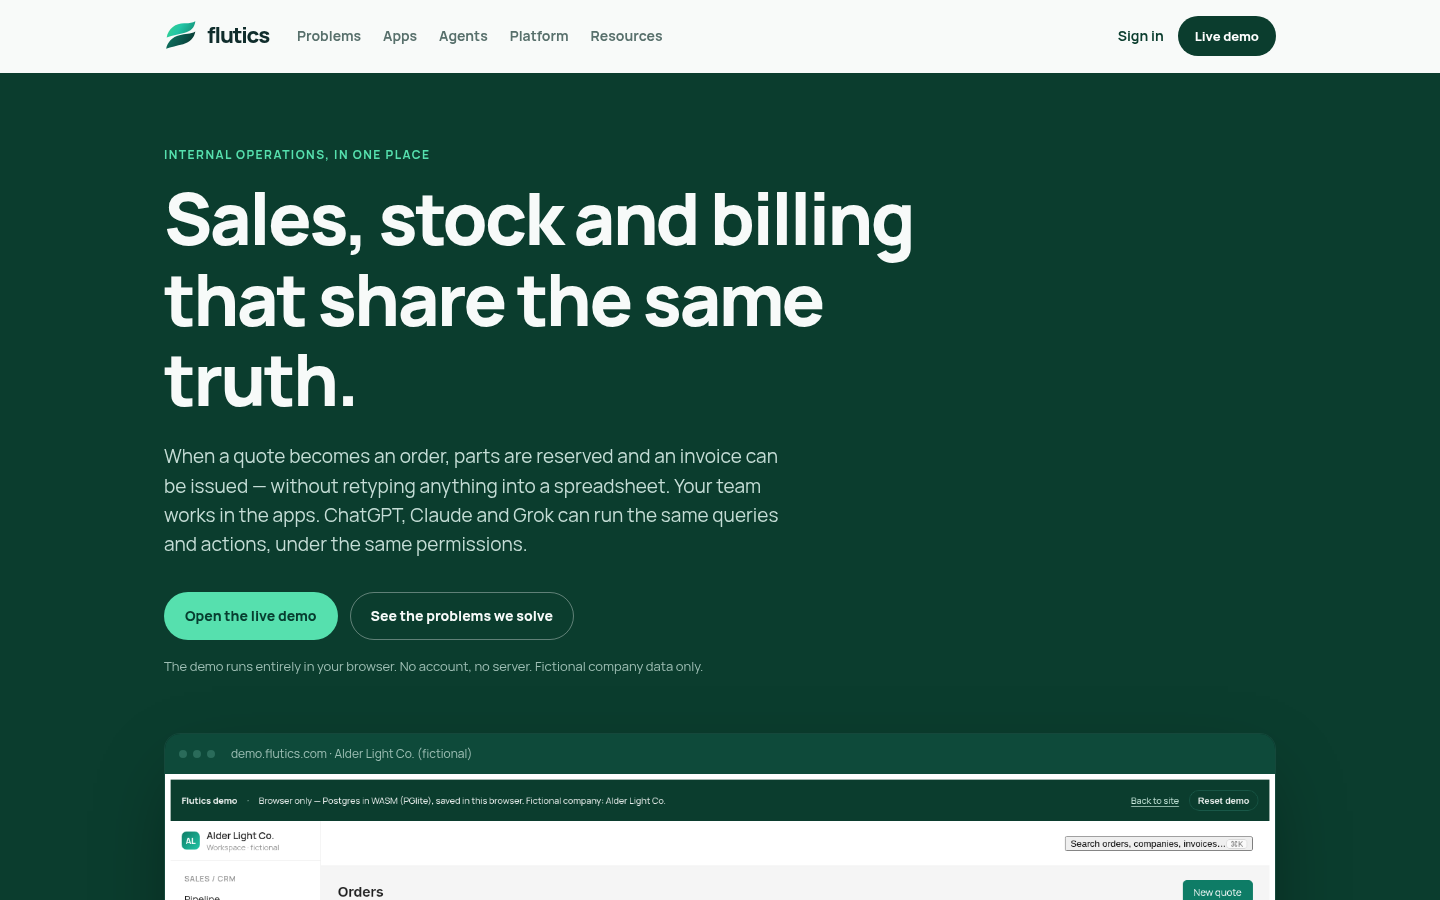 flutics
Problems
Apps
Agents
Platform
Resources
Sign in
Live demo
INTERNAL OPERATIONS, IN ONE PLACE
Sales, stock and billing
that share the same
truth.
When a quote becomes an order, parts are reserved and an invoice can
be issued — without retyping anything into a spreadsheet. Your team
works in the apps. ChatGPT, Claude and Grok can run the same queries
and actions, under the same permissions.
Open the live demo
See the problems we solve
The demo runs entirely in your browser. No account, no server. Fictional company data only.
demo.flutics.com · Alder Light Co. (fictional)
Flutics demo · Browser only — Postgres in WASM (PGlite), saved in this browser. Fictional company: Alder Light Co.
Back to site
Reset demo
AL
Alder Light Co.
Workspace · fictional
Search orders, companies, invoices... ⌘K
SALES / CRM
Pipeline
Orders
New quote